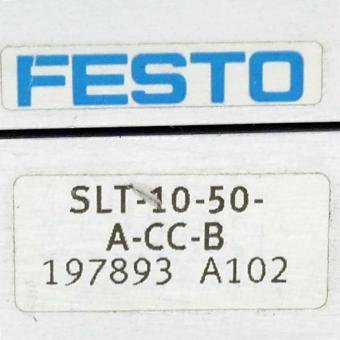 FESTO
SLT-10-50-
A-CC-B
197893 A102